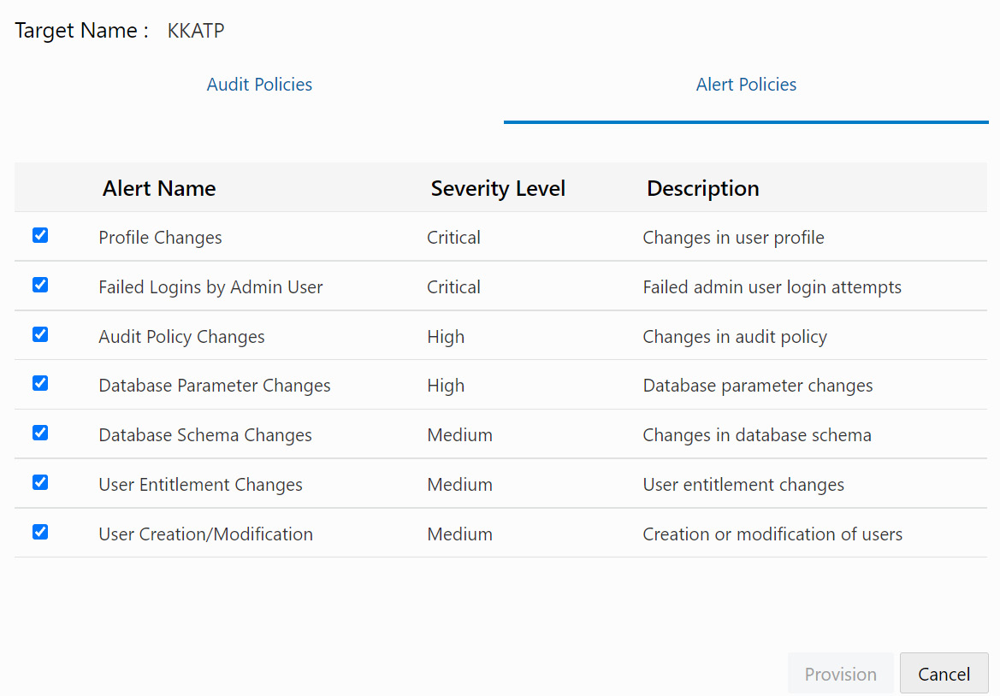 Target Name : KKATP
Audit Policies Alert Policies
Alert Name Severity Level Description
Profile Changes Critical Changes in user profile
Failed Logins by Admin User Critical Failed admin user login attempts
Audit Policy Changes High Changes in audit policy
Database Parameter Changes High Database parameter changes
Database Schema Changes Medium Changes in database schema
User Entitlement Changes Medium User entitlement changes
User Creation/Modification Medium Creation or modification of users
Provision Cancel